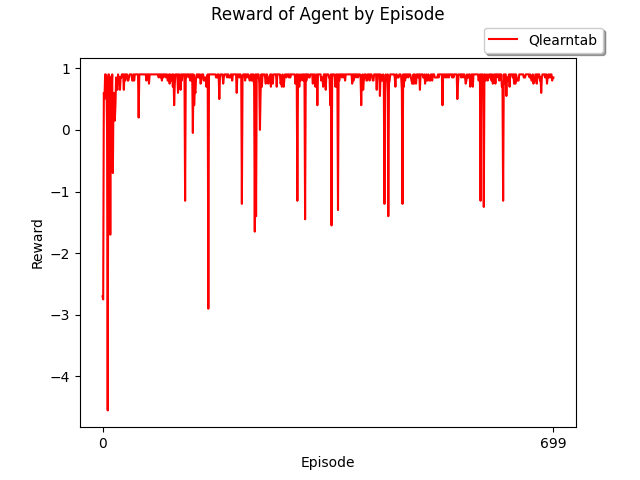 Reward of Agent by Episode
Qlearntab
1
0
−1
−2
−3
−4
Reward
0
699
Episode